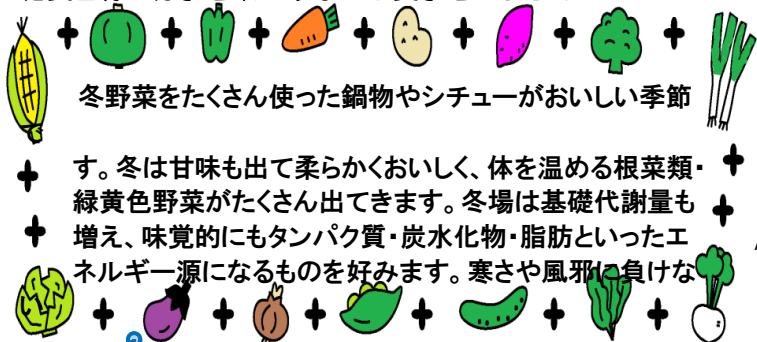 冬野菜をたくさん使った鍋物やシチューがおいしい季節
す。冬は甘味も出て柔らかくおいしく、体を温める根菜類・
緑黄色野菜がたくさん出てきます。冬場は基礎代謝量も
増え、味覚的にもタンパク質・炭水化物・脂肪といったエ
ネルギー源になるものを好みます。寒さや風邪に負けな